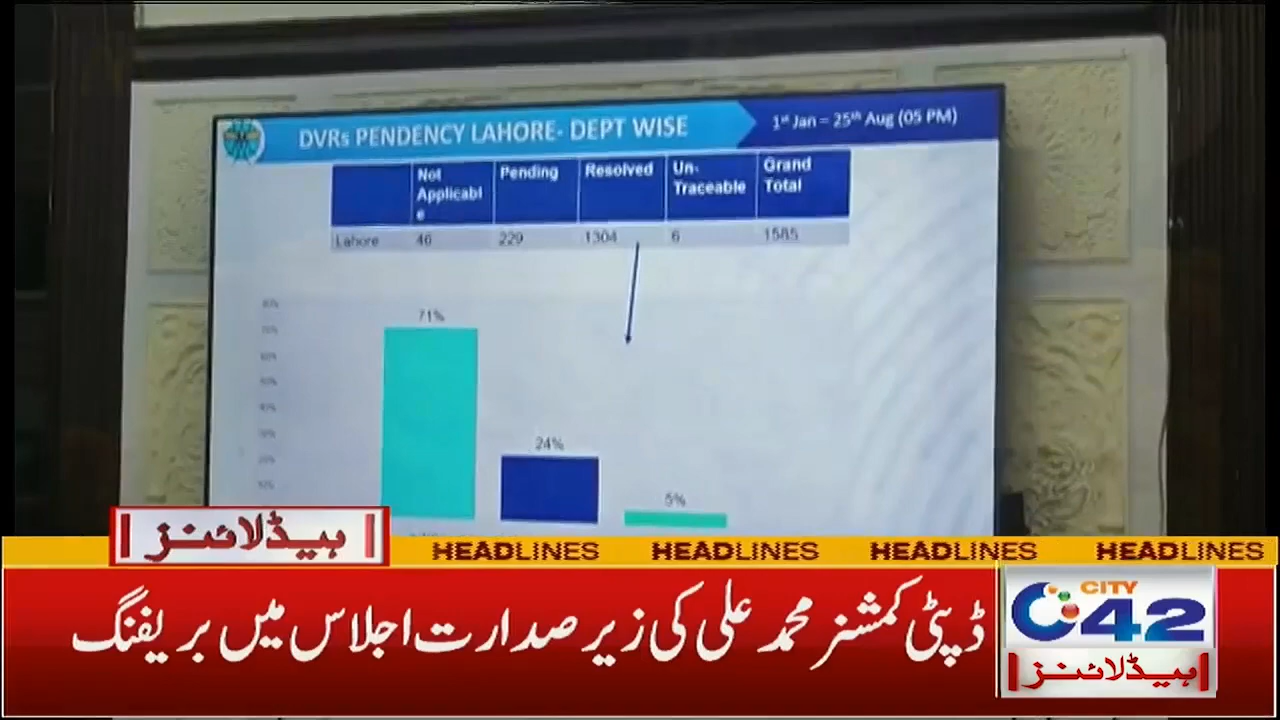 DVRs PENDENCY LAHORE- DEPT WISE
1st Jan – 25th Aug (05 PM)
Not Applicable Pending Resolved Un-Traceable Grand Total
Lahore 46 229 1304 6 1585
71%
24%
5%
ہیڈلائنز
HEADLINES HEADLINES HEADLINES HEADLINES
ڈپٹی کمشنر محمد علی کی زیر صدارت اجلاس میں بریفنگ
CITY
42
ہیڈلائنز